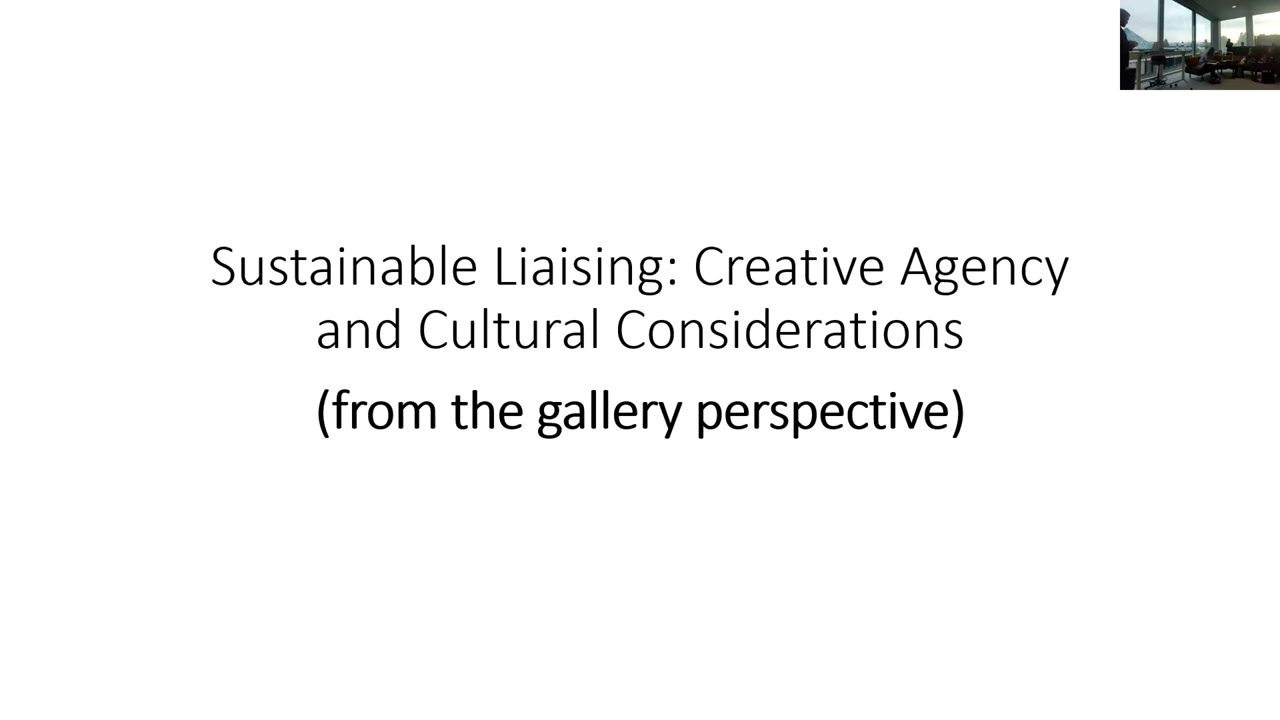 Sustainable Liaising: Creative Agency
and Cultural Considerations
(from the gallery perspective)